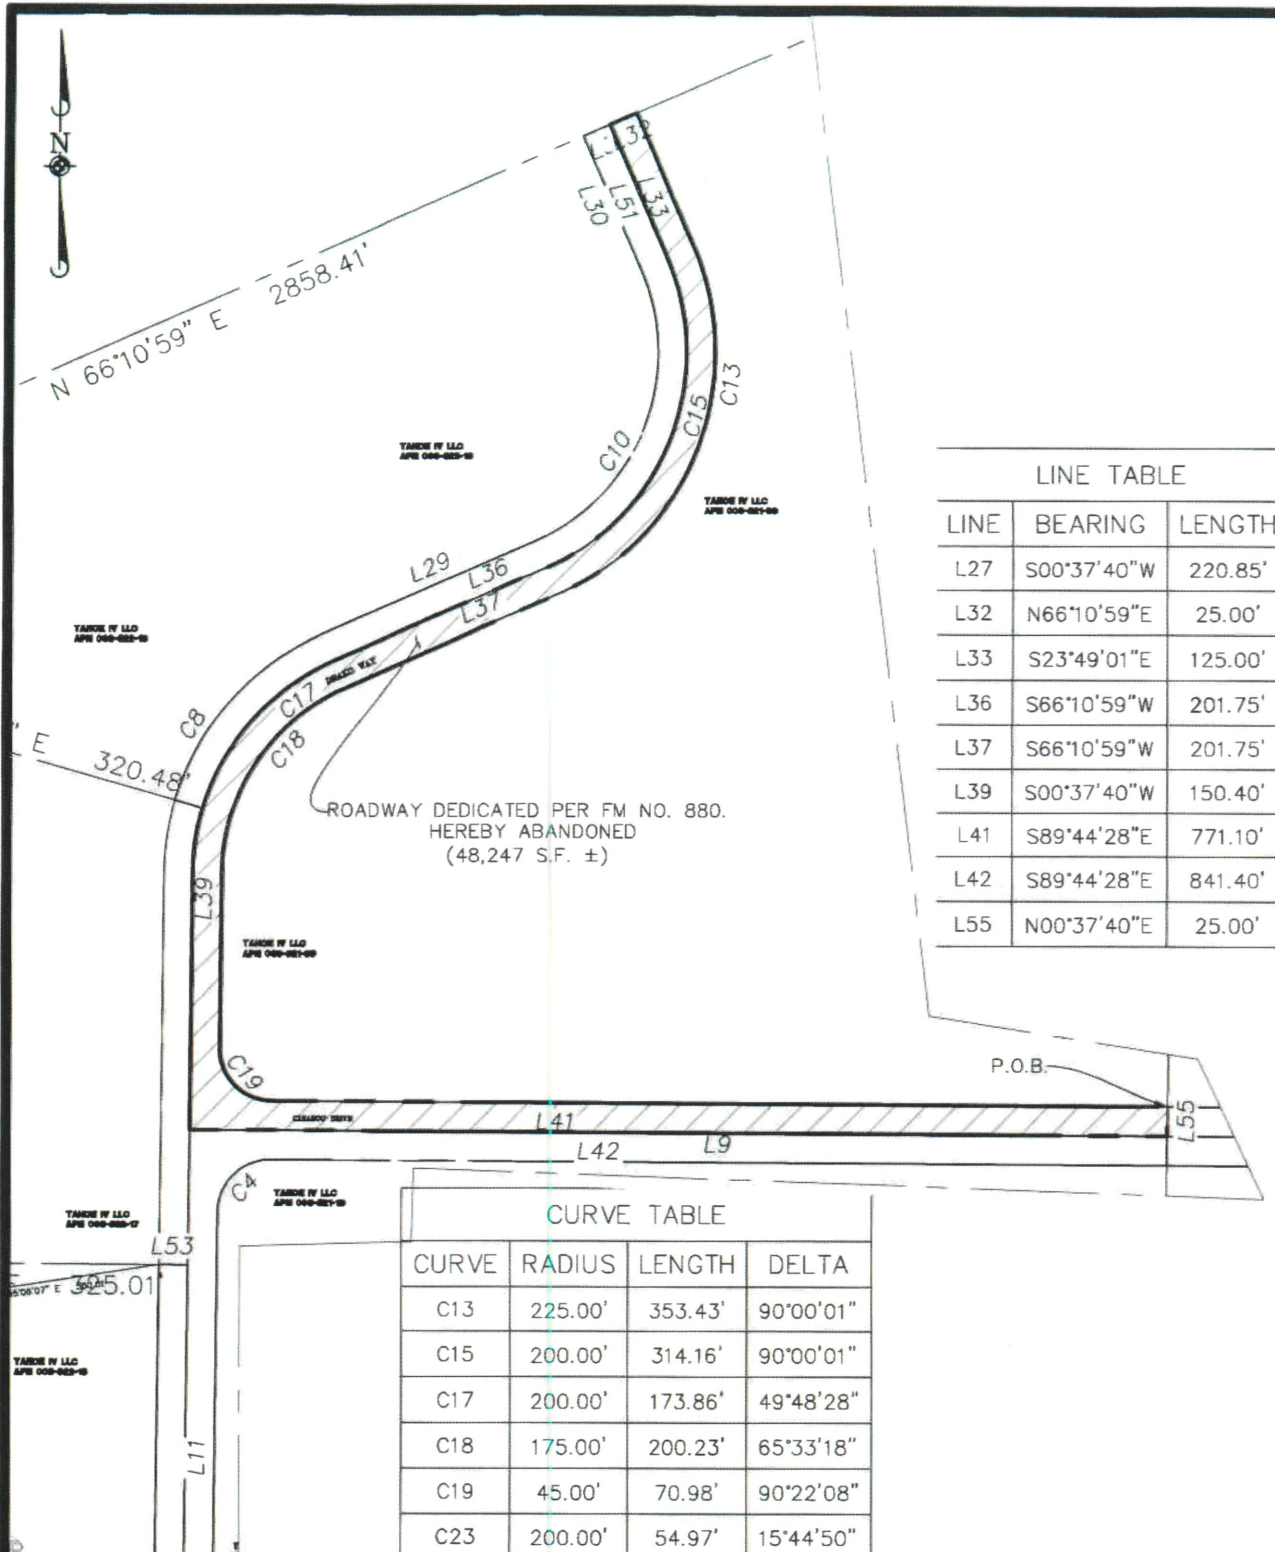 N
L32
L30
L51
L33
N 66°10'59" E 2858.41'
C13
C15
C10
TAHOE IV LLC
TAHOE IV LLC
L29
L36
L37
TAHOE IV LLC
C17
C8
C18
" E 320.48'
ROADWAY DEDICATED PER FM NO. 880.
HEREBY ABANDONED
(48,247 S.F. ±)
L39
TAHOE IV LLC
C19
P.O.B.
L55
L41
L9
L42
C4
TAHOE IV LLC
TAHOE IV LLC
L53
E 325.01'
TAHOE IV LLC
L11
LINE TABLE
LINE BEARING LENGTH
L27 S00°37'40"W 220.85'
L32 N66°10'59"E 25.00'
L33 S23°49'01"E 125.00'
L36 S66°10'59"W 201.75'
L37 S66°10'59"W 201.75'
L39 S00°37'40"W 150.40'
L41 S89°44'28"E 771.10'
L42 S89°44'28"E 841.40'
L55 N00°37'40"E 25.00'
CURVE TABLE
CURVE RADIUS LENGTH DELTA
C13 225.00' 353.43' 90°00'01"
C15 200.00' 314.16' 90°00'01"
C17 200.00' 173.86' 49°48'28"
C18 175.00' 200.23' 65°33'18"
C19 45.00' 70.98' 90°22'08"
C23 200.00' 54.97' 15°44'50"